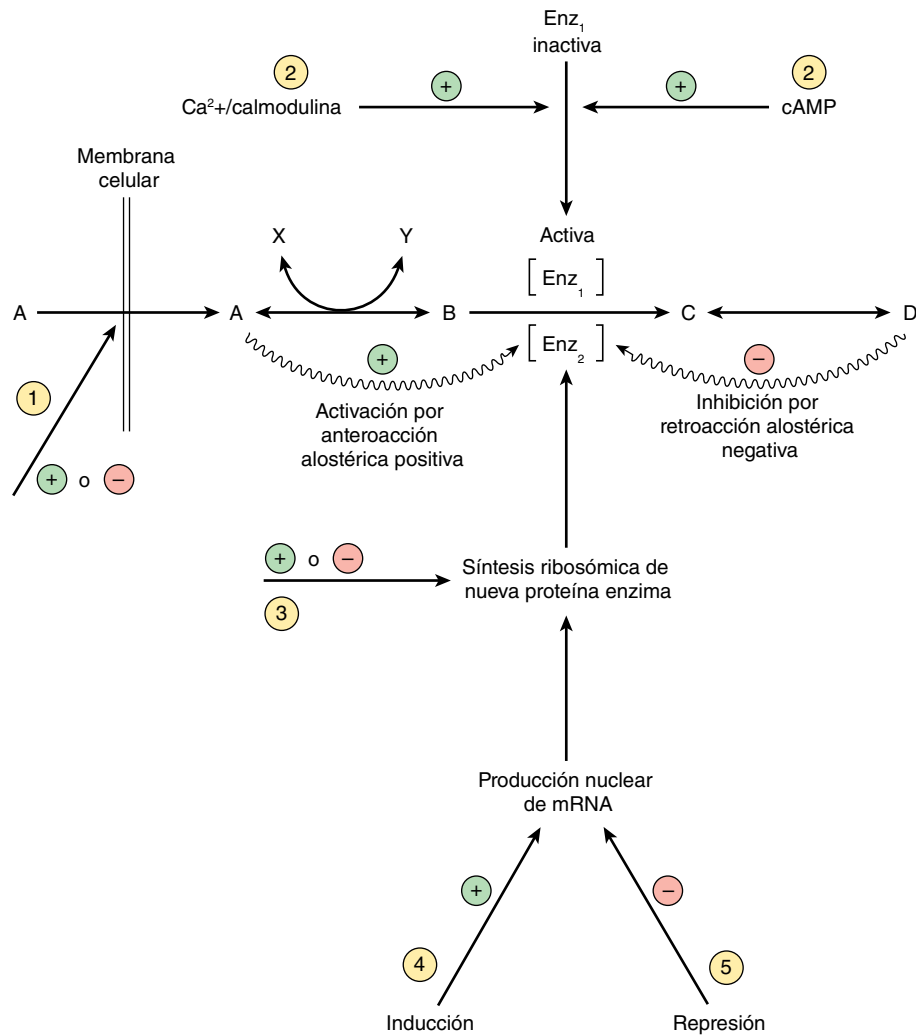 Enz₁
inactiva
2
+
+
2
Ca²+/calmodulina
cAMP
Membrana
celular
X
Y
Activa
[Enz₁]
A
A
B
C
D
[Enz₂]
+
−
1
Activación por
anteroacción
alostérica positiva
Inhibición por
retroacción alostérica
negativa
+ o −
+ o −
3
Síntesis ribosómica de
nueva proteína enzima
Producción nuclear
de mRNA
+
−
4
5
Inducción
Represión